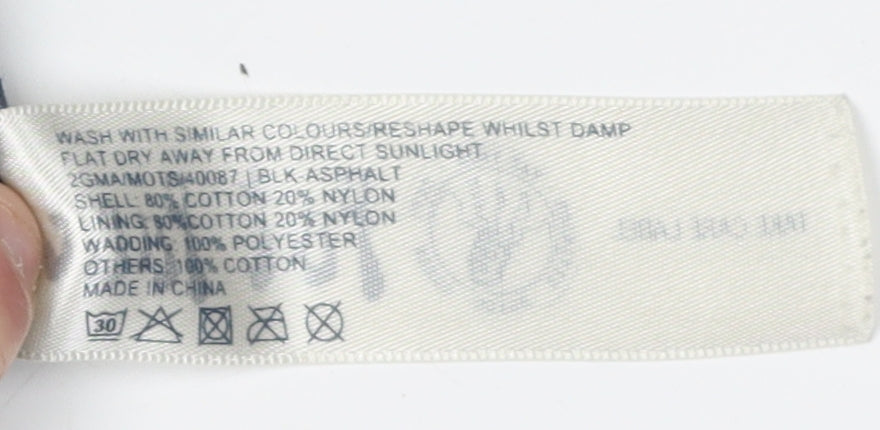 WASH WITH SIMILAR COLOURS/RESHAPE WHILST DAMP
FLAT DRY AWAY FROM DIRECT SUNLIGHT
2GMA/MOTS/40087 | BLK ASPHALT
SHELL: 80% COTTON 20% NYLON
LINING: 80%COTTON 20% NYLON
WADDING: 100% POLYESTER
OTHERS: 100% COTTON
MADE IN CHINA
30